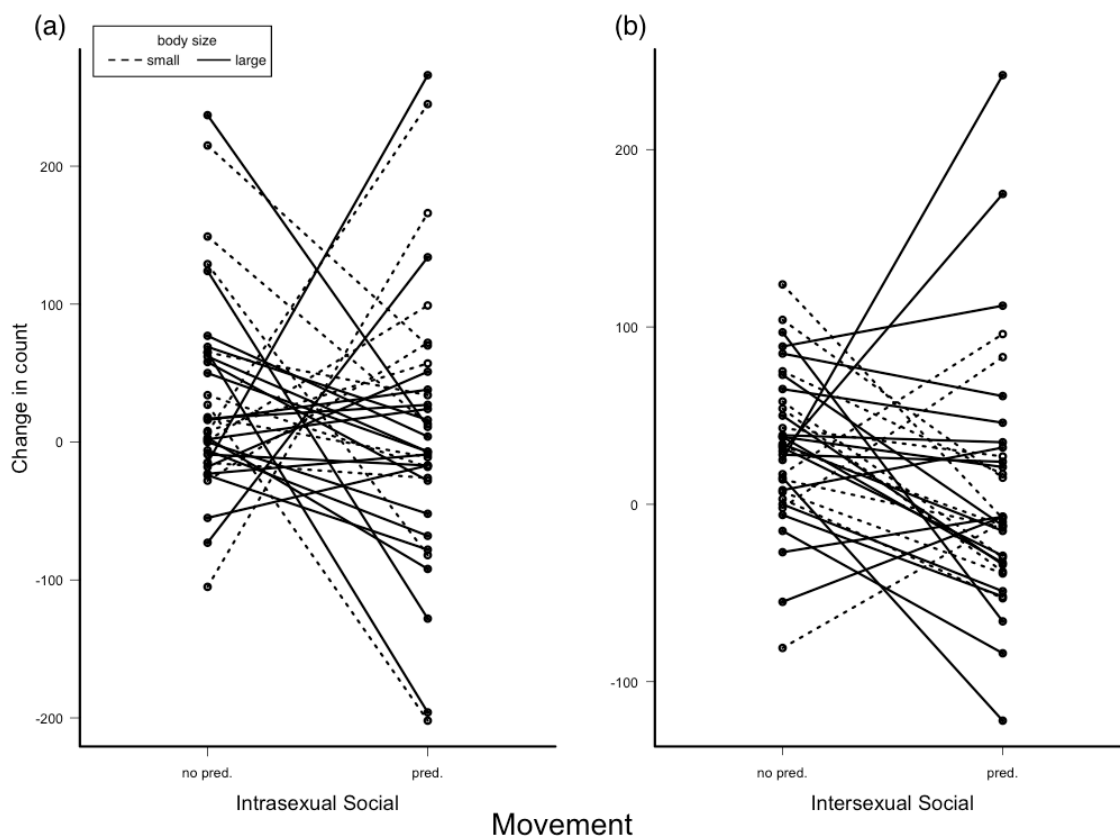 (a)
body size
small large
200
100
0
-100
-200
Change in count
no pred. pred.
Intrasexual Social
(b)
200
100
0
-100
no pred. pred.
Intersexual Social
Movement